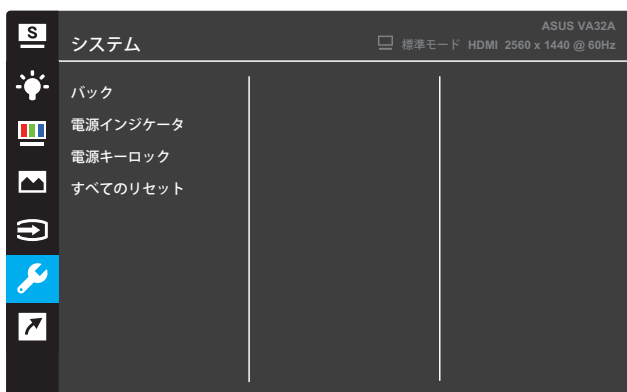 S
システム
ASUS VA32A
標準モード HDMI 2560 x 1440 @ 60Hz
バック
電源インジケータ
電源キーロック
すべてのリセット